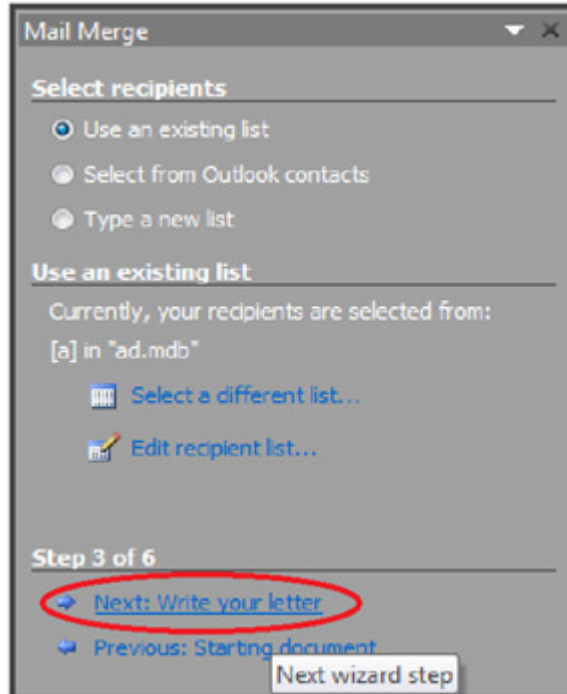 Mail Merge
Select recipients
Use an existing list
Select from Outlook contacts
Type a new list
Use an existing list
Currently, your recipients are selected from:
[a] in "ad.mdb"
Select a different list...
Edit recipient list...
Step 3 of 6
Next: Write your letter
Previous: Starting document
Next wizard step